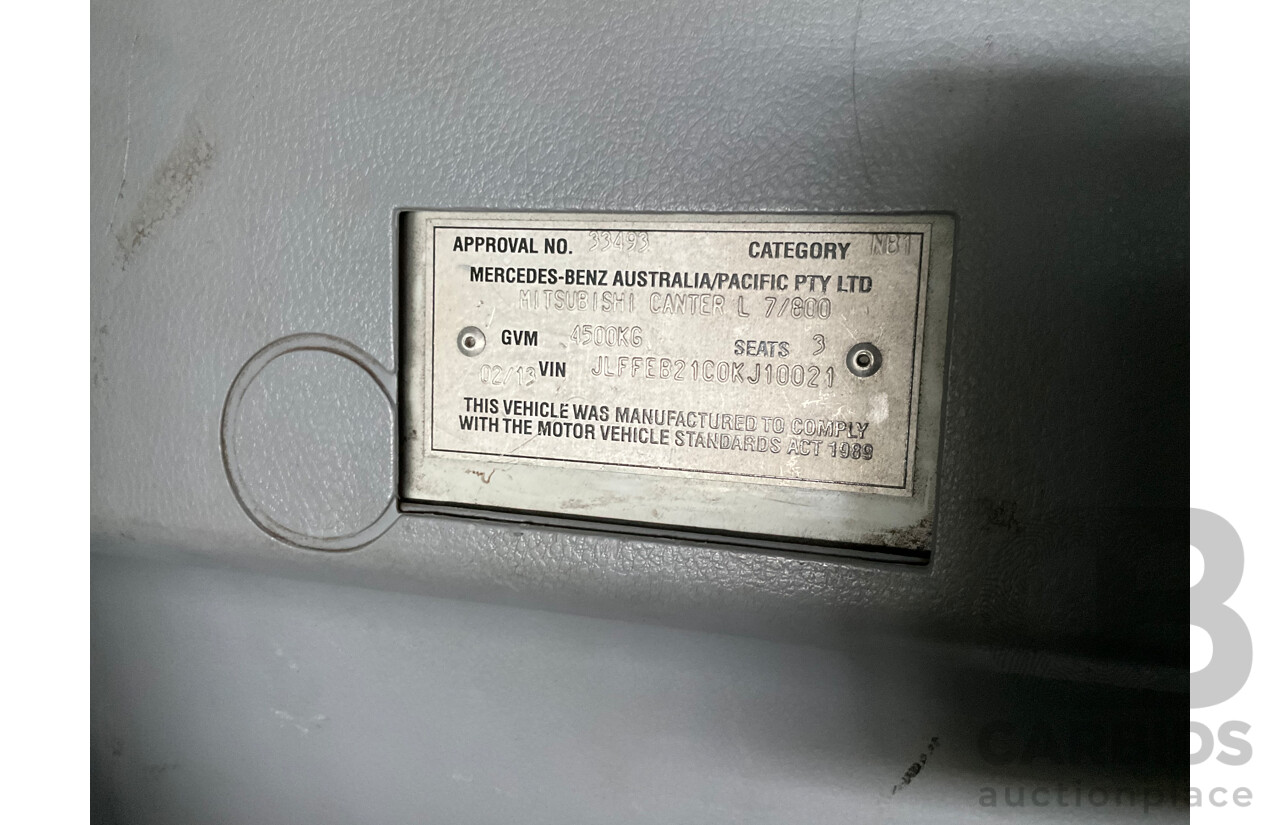 APPROVAL NO. 33493 CATEGORY NB1
MERCEDES-BENZ AUSTRALIA/PACIFIC PTY LTD
MITSUBISHI CANTER L 7/800
GVM 4500KG SEATS 3
02/13 VIN JLFFEB21C0KJ10021
THIS VEHICLE WAS MANUFACTURED TO COMPLY
WITH THE MOTOR VEHICLE STANDARDS ACT 1989
auctionplace